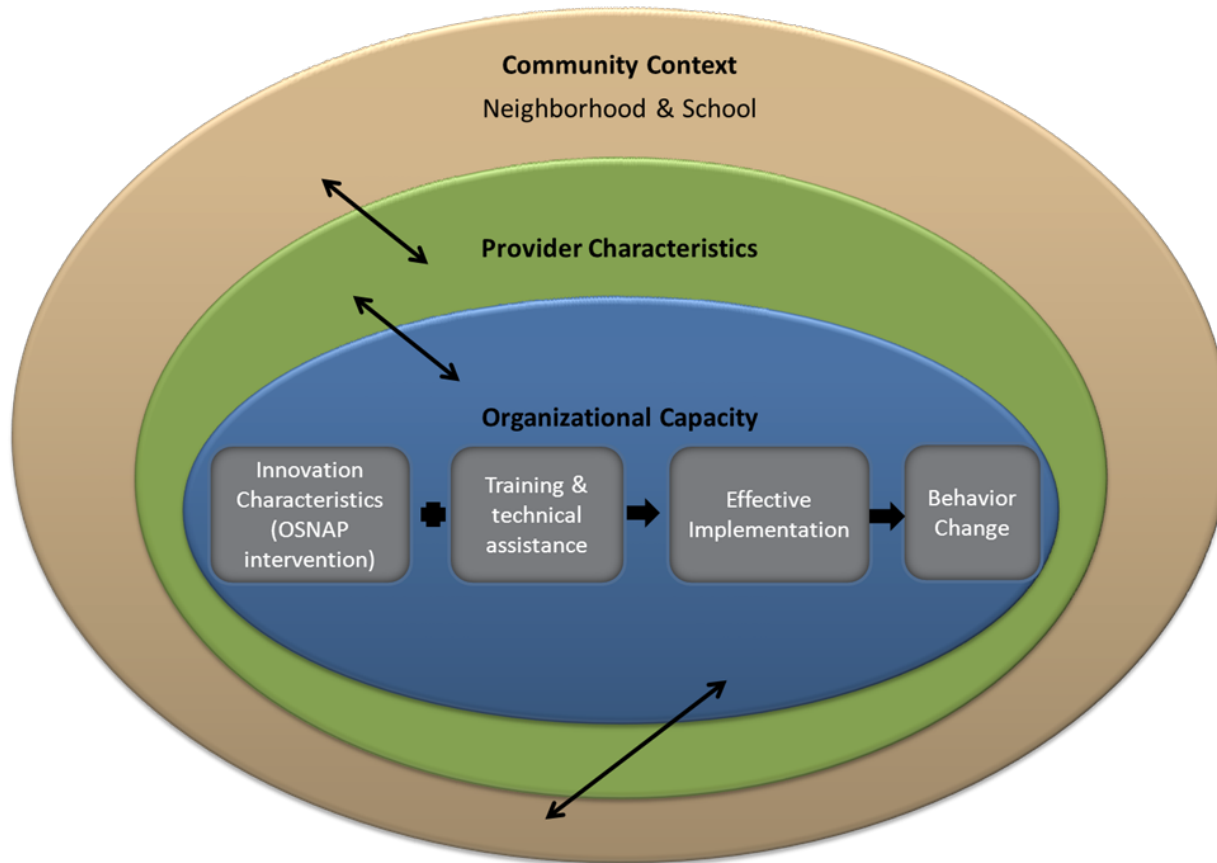 Community Context
Neighborhood & School
Provider Characteristics
Organizational Capacity
Innovation
Characteristics
(OSNAP
intervention)
Training &
technical
assistance
Effective
Implementation
Behavior
Change